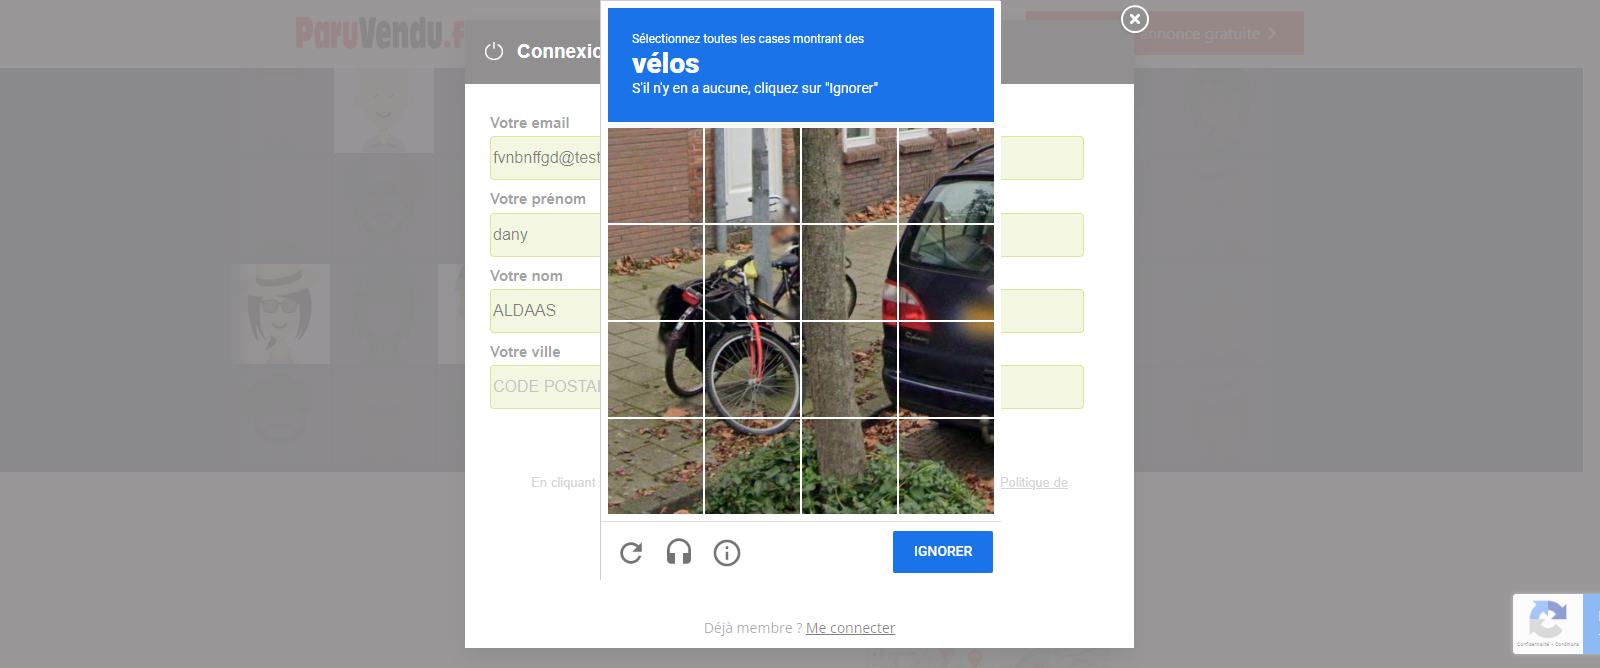 ParuVendu.f
annonce gratuite
Connexio
Sélectionnez toutes les cases montrant des
vélos
S'il n'y en a aucune, cliquez sur "Ignorer"
Votre email
fvnbnffgd@test
Votre prénom
dany
Votre nom
ALDAAS
Votre ville
CODE POSTAL
En cliquant
Politique de
IGNORER
Déjà membre ? Me connecter
Confidentialité - Conditions